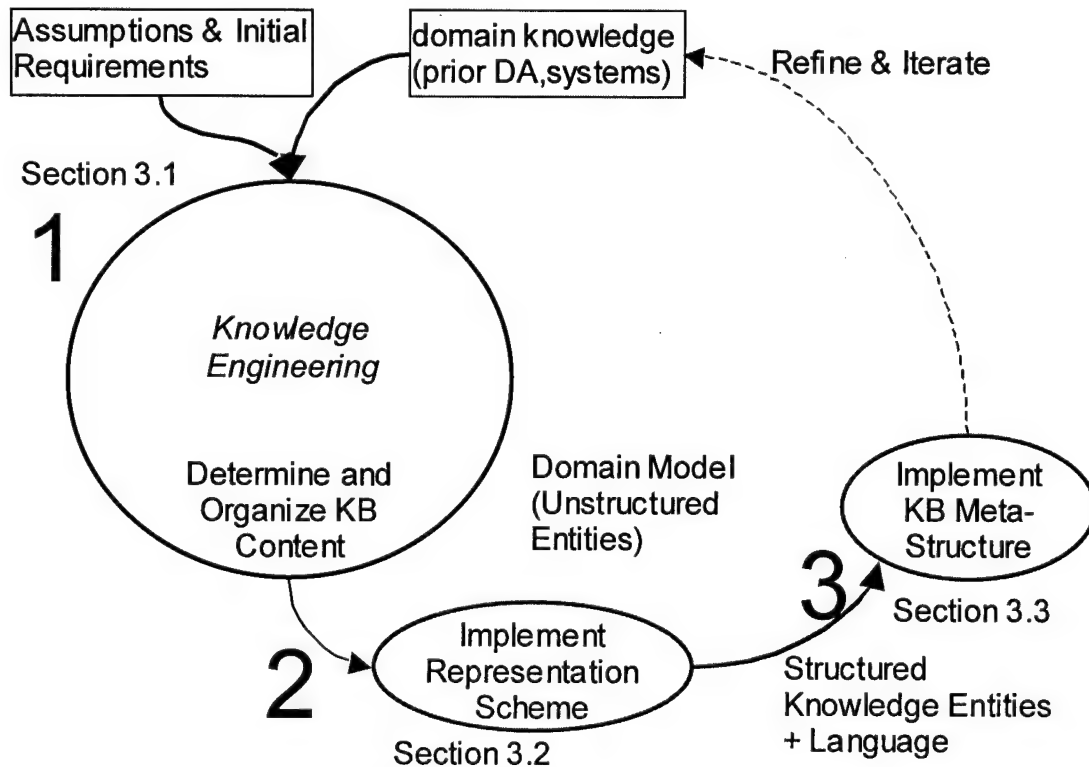 Assumptions & Initial
Requirements
domain knowledge
(prior DA,systems)
Refine & Iterate
Section 3.1
1
Knowledge
Engineering
Determine and
Organize KB
Content
Domain Model
(Unstructured
Entities)
Implement
KB Meta-
Structure
3
Section 3.3
2
Implement
Representation
Scheme
Section 3.2
Structured
Knowledge Entities
+ Language